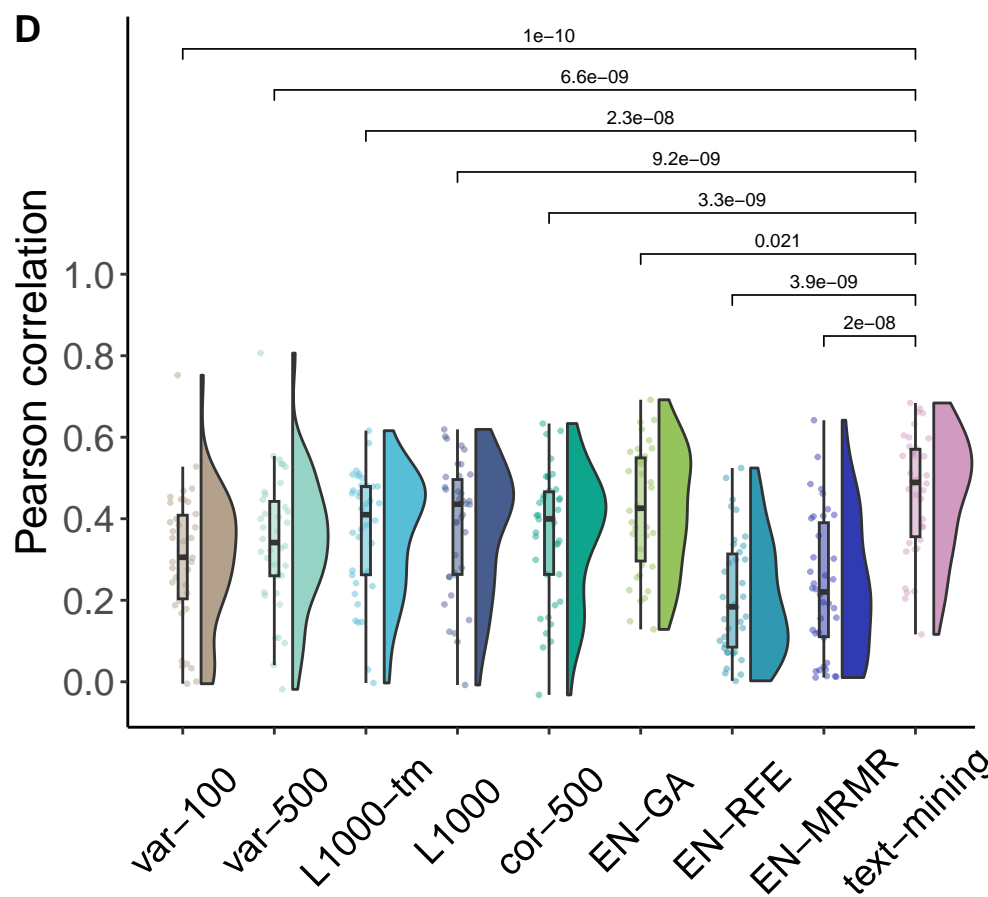 D
1e−10
6.6e−09
2.3e−08
9.2e−09
3.3e−09
0.021
3.9e−09
2e−08
Pearson correlation
1.0
0.8
0.6
0.4
0.2
0.0
var−100
var−500
L1000−tm
L1000
cor−500
EN−GA
EN−RFE
EN−MRMR
text−mining